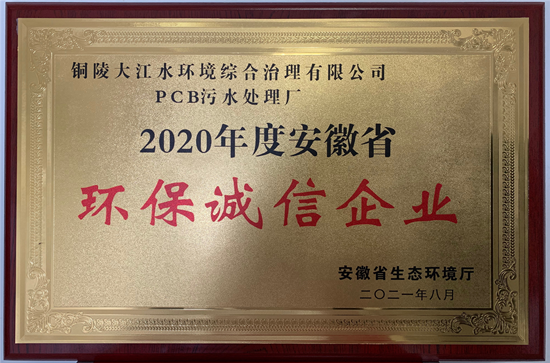 铜陵大江水环境综合治理有限公司
PCB污水处理厂
2020年度安徽省
环保诚信企业
安徽省生态环境厅
二〇二一年八月